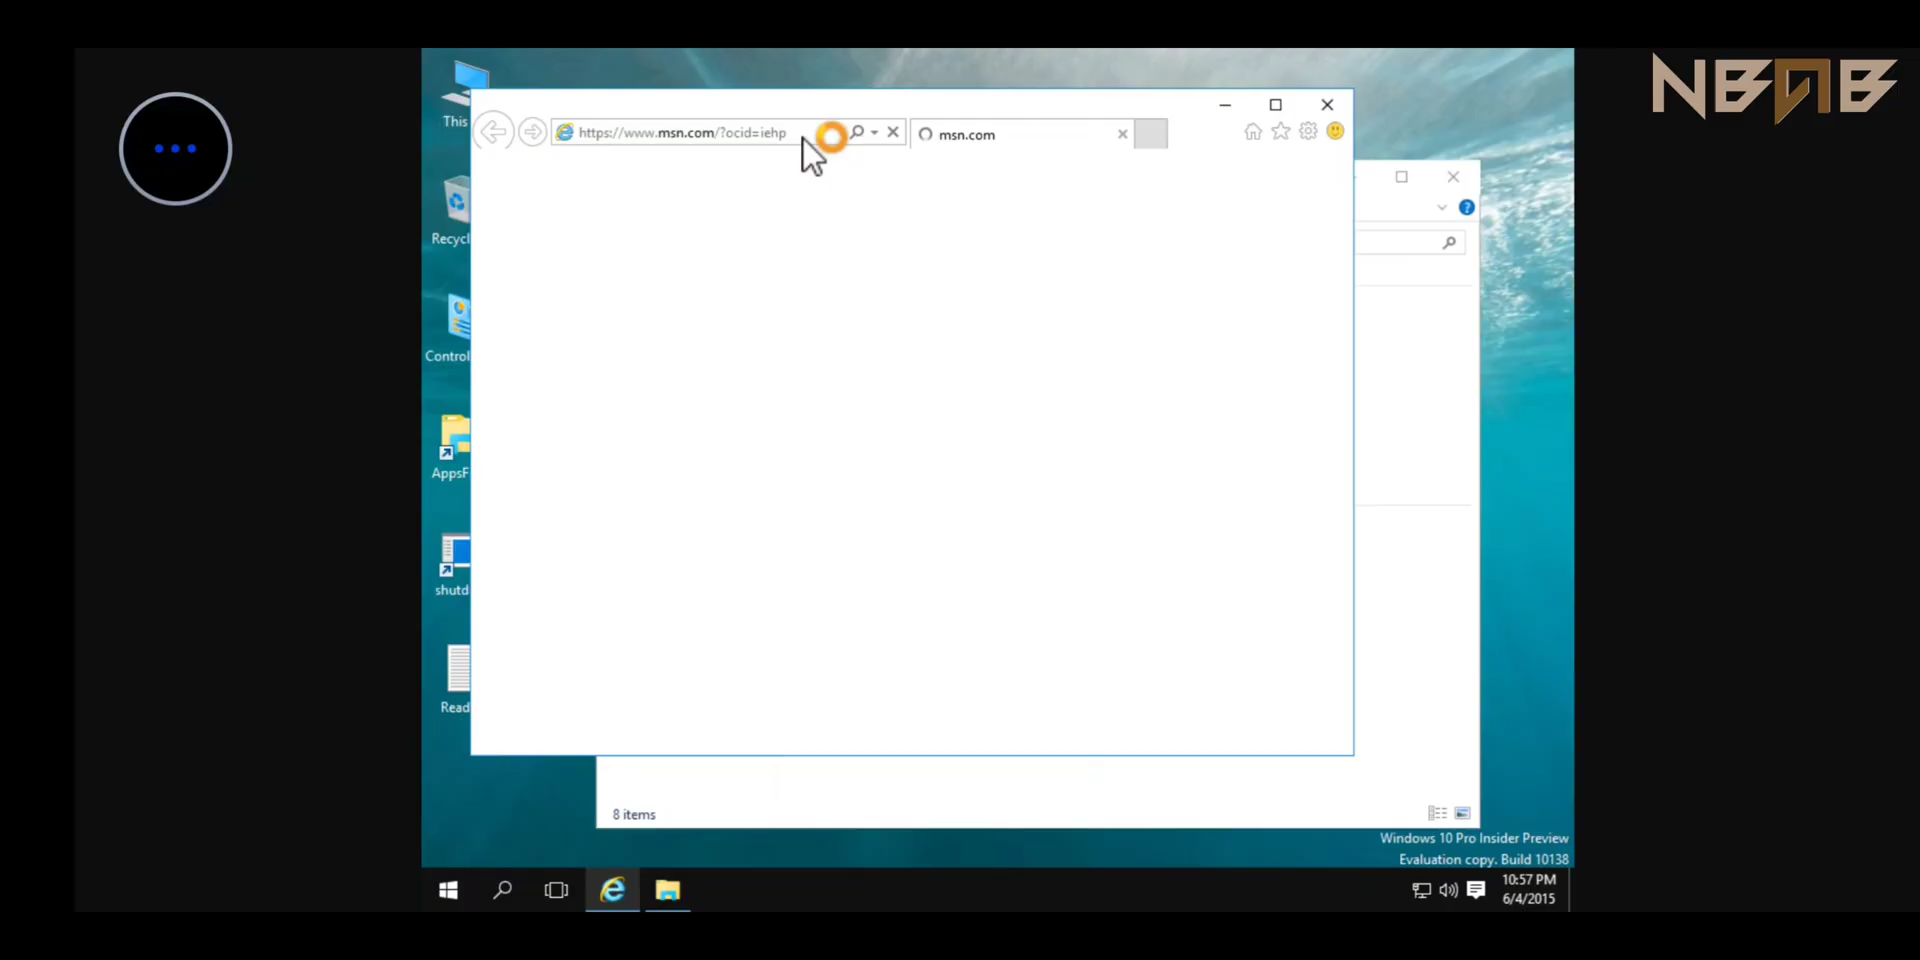 NBAB
This
https://www.msn.com/?ocid=iehp
msn.com
Recycl
Control
AppsF
shutd
Read
8 items
Windows 10 Pro Insider Preview
Evaluation copy. Build 10138
10:57 PM
6/4/2015